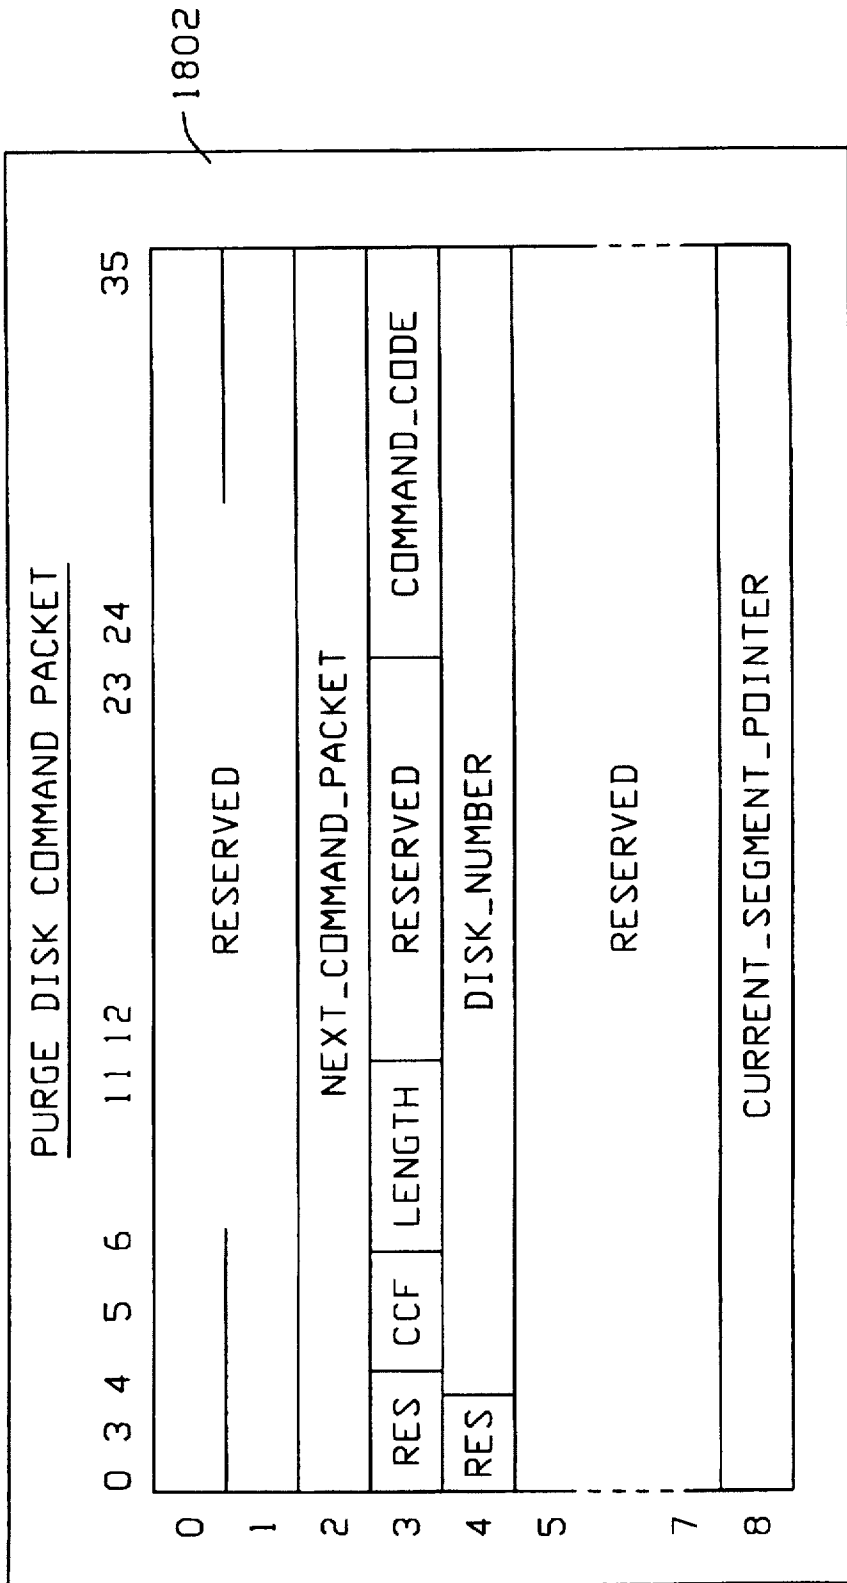 1802
PURGE DISK COMMAND PACKET
0 3 4 5 6 11 12 23 24 35
0
RESERVED
1
2 NEXT_COMMAND_PACKET
3 RES CCF LENGTH RESERVED COMMAND_CODE
4 RES DISK_NUMBER
5
RESERVED
7
8 CURRENT_SEGMENT_POINTER